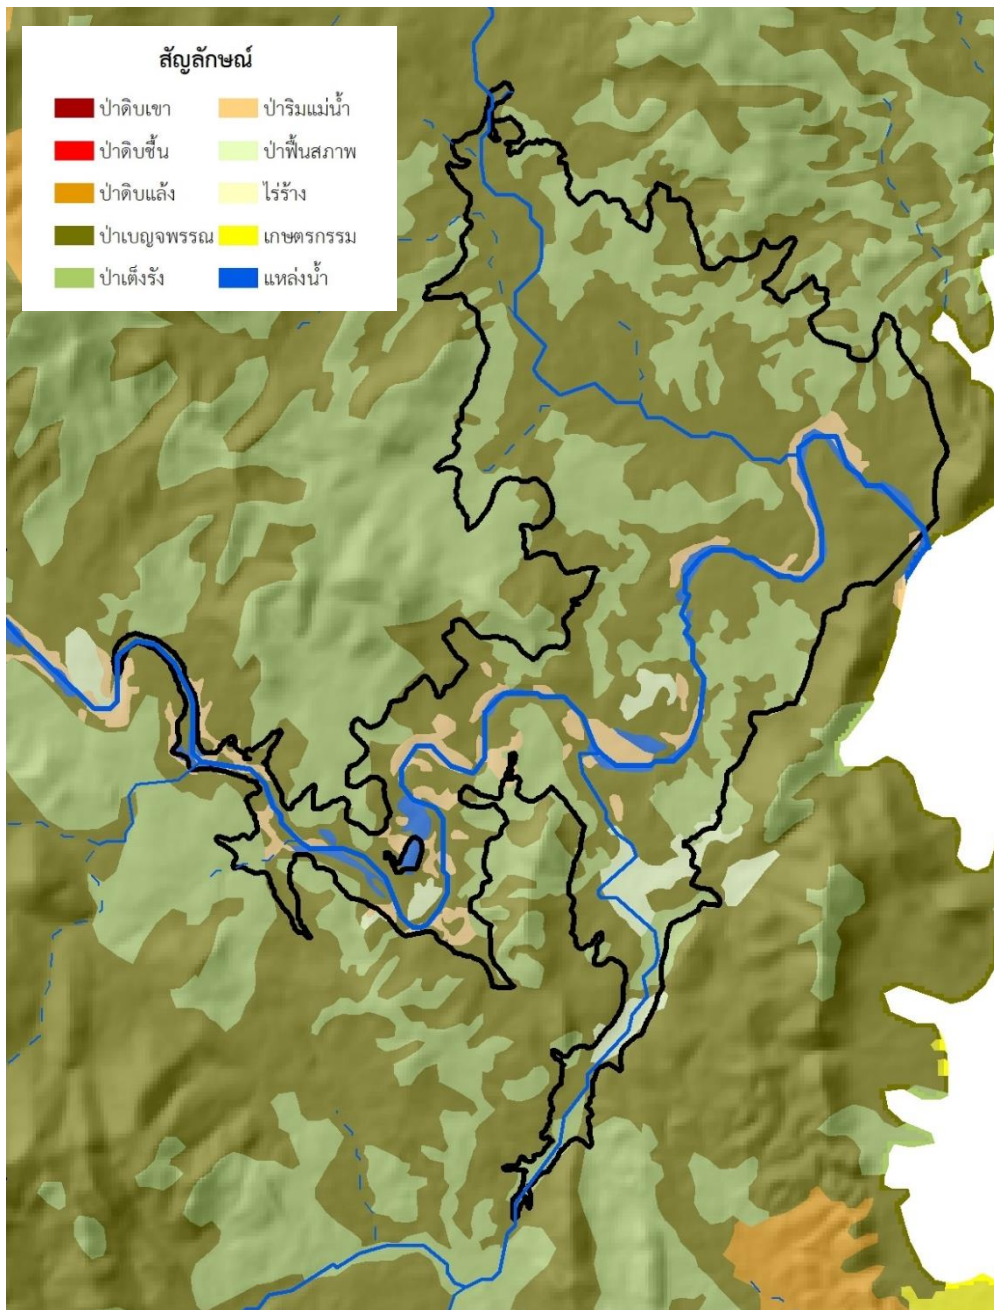 สัญลักษณ์
ป่าดิบเขา
ป่าดิบชื้น
ป่าดิบแล้ง
ป่าเบญจพรรณ
ป่าเต็งรัง
ป่าริมแม่น้ำ
ป่าฟื้นสภาพ
ไร่ร้าง
เกษตรกรรม
แหล่งน้ำ